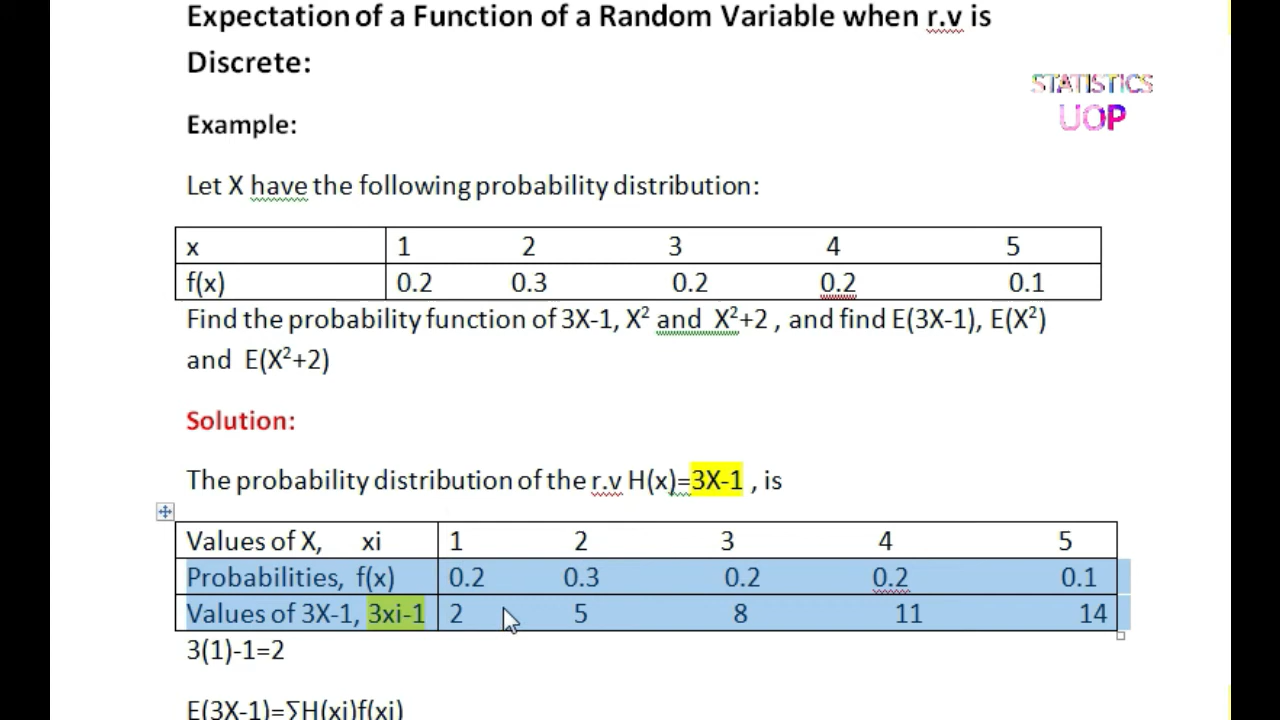 Expectation of a Function of a Random Variable when r.v is
Discrete:
STATISTICS
UOP
Example:
Let X have the following probability distribution:
x 1 2 3 4 5
f(x) 0.2 0.3 0.2 0.2 0.1
Find the probability function of 3X-1, X² and X²+2 , and find E(3X-1), E(X²)
and E(X²+2)
Solution:
The probability distribution of the r.v H(x)=3X-1 , is
Values of X, xi 1 2 3 4 5
Probabilities, f(x) 0.2 0.3 0.2 0.2 0.1
Values of 3X-1, 3xi-1 2 5 8 11 14
3(1)-1=2
E(3X-1)=∑H(xi)f(xi)